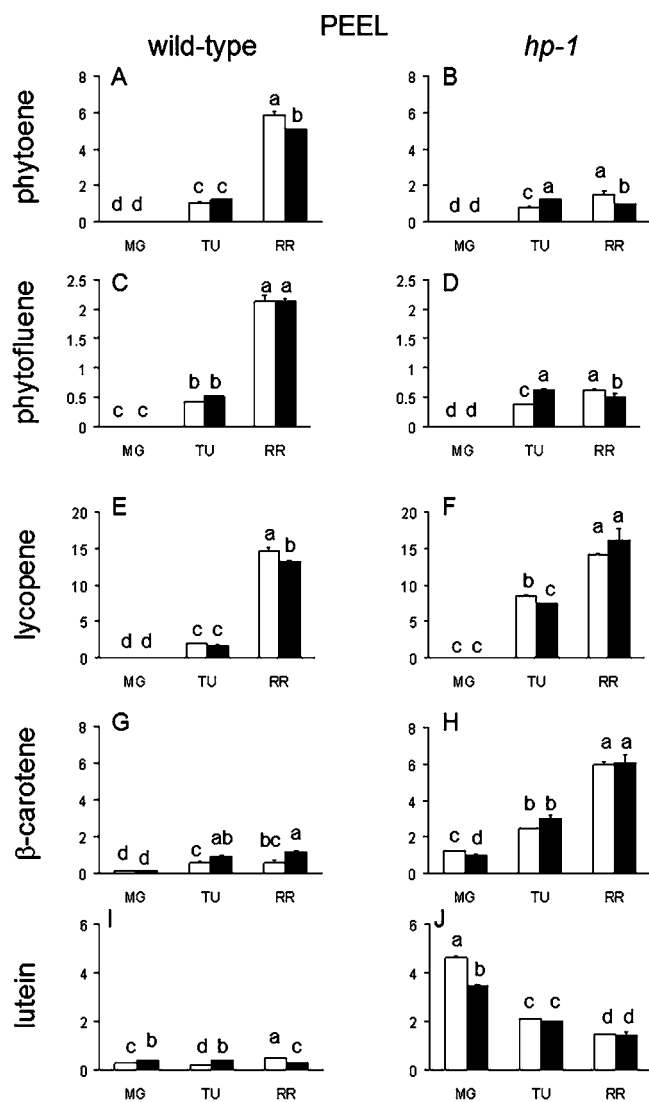 PEEL
wild-type hp-1
phytoene
A
8
6
4
2
0
d d c c a b
MG TU RR
B
8
6
4
2
0
d d c a a b
MG TU RR
phytofluene
C
2.5
2
1.5
1
0.5
0
c c b b a a
MG TU RR
D
2.5
2
1.5
1
0.5
0
d d c a a b
MG TU RR
lycopene
E
20
15
10
5
0
d d c c a b
MG TU RR
F
20
15
10
5
0
c c b c a a
MG TU RR
β-carotene
G
8
6
4
2
0
d d c ab bc a
MG TU RR
H
8
6
4
2
0
c d b b a a
MG TU RR
lutein
I
6
4
2
0
c b d b a c
MG TU RR
J
6
4
2
0
a b c c d d
MG TU RR